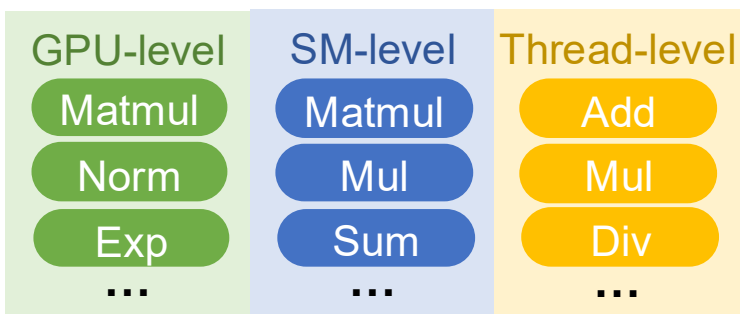 GPU-level
Matmul
Norm
Exp
...
SM-level
Matmul
Mul
Sum
...
Thread-level
Add
Mul
Div
...